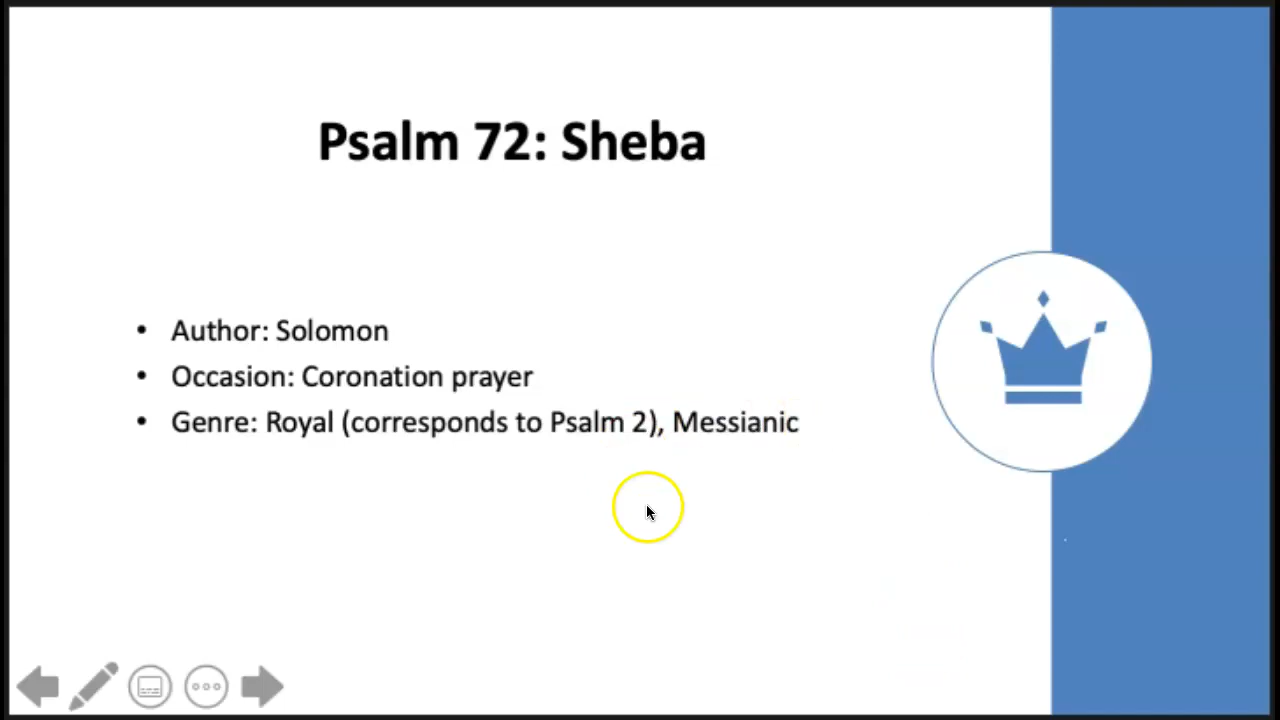 Psalm 72: Sheba
• Author: Solomon
• Occasion: Coronation prayer
• Genre: Royal (corresponds to Psalm 2), Messianic